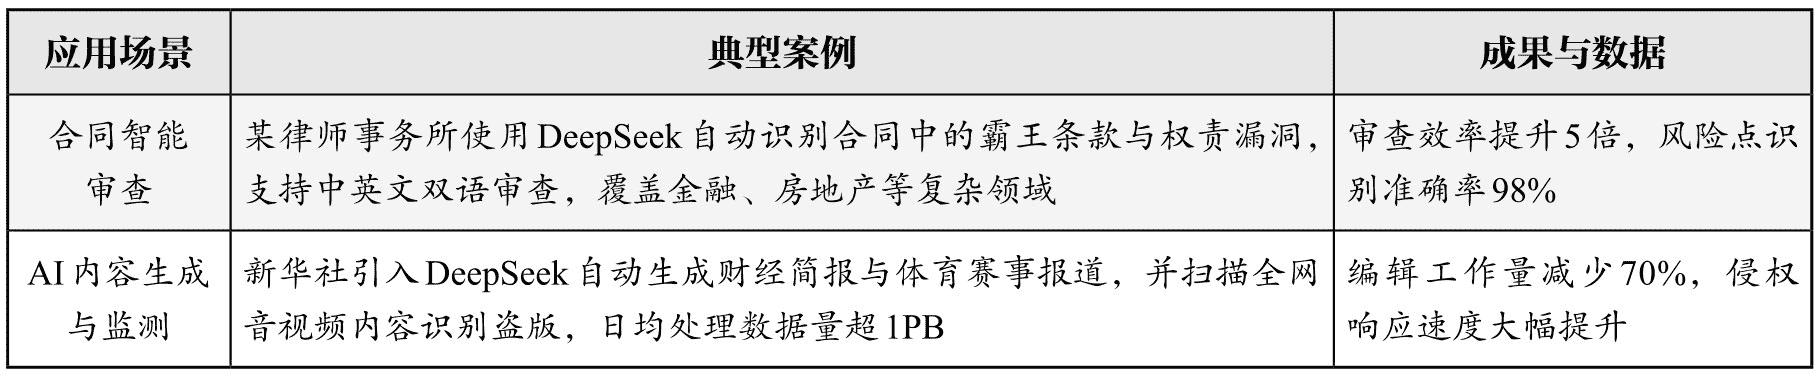 应用场景 典型案例 成果与数据
合同智能
审查
某律师事务所使用DeepSeek自动识别合同中的霸王条款与权责漏洞，
支持中英文双语审查，覆盖金融、房地产等复杂领域
审查效率提升5倍，风险点识
别准确率98%
AI内容生成
与监测
新华社引入DeepSeek自动生成财经简报与体育赛事报道，并扫描全网
音视频内容识别盗版，日均处理数据量超1PB
编辑工作量减少70%，侵权
响应速度大幅提升